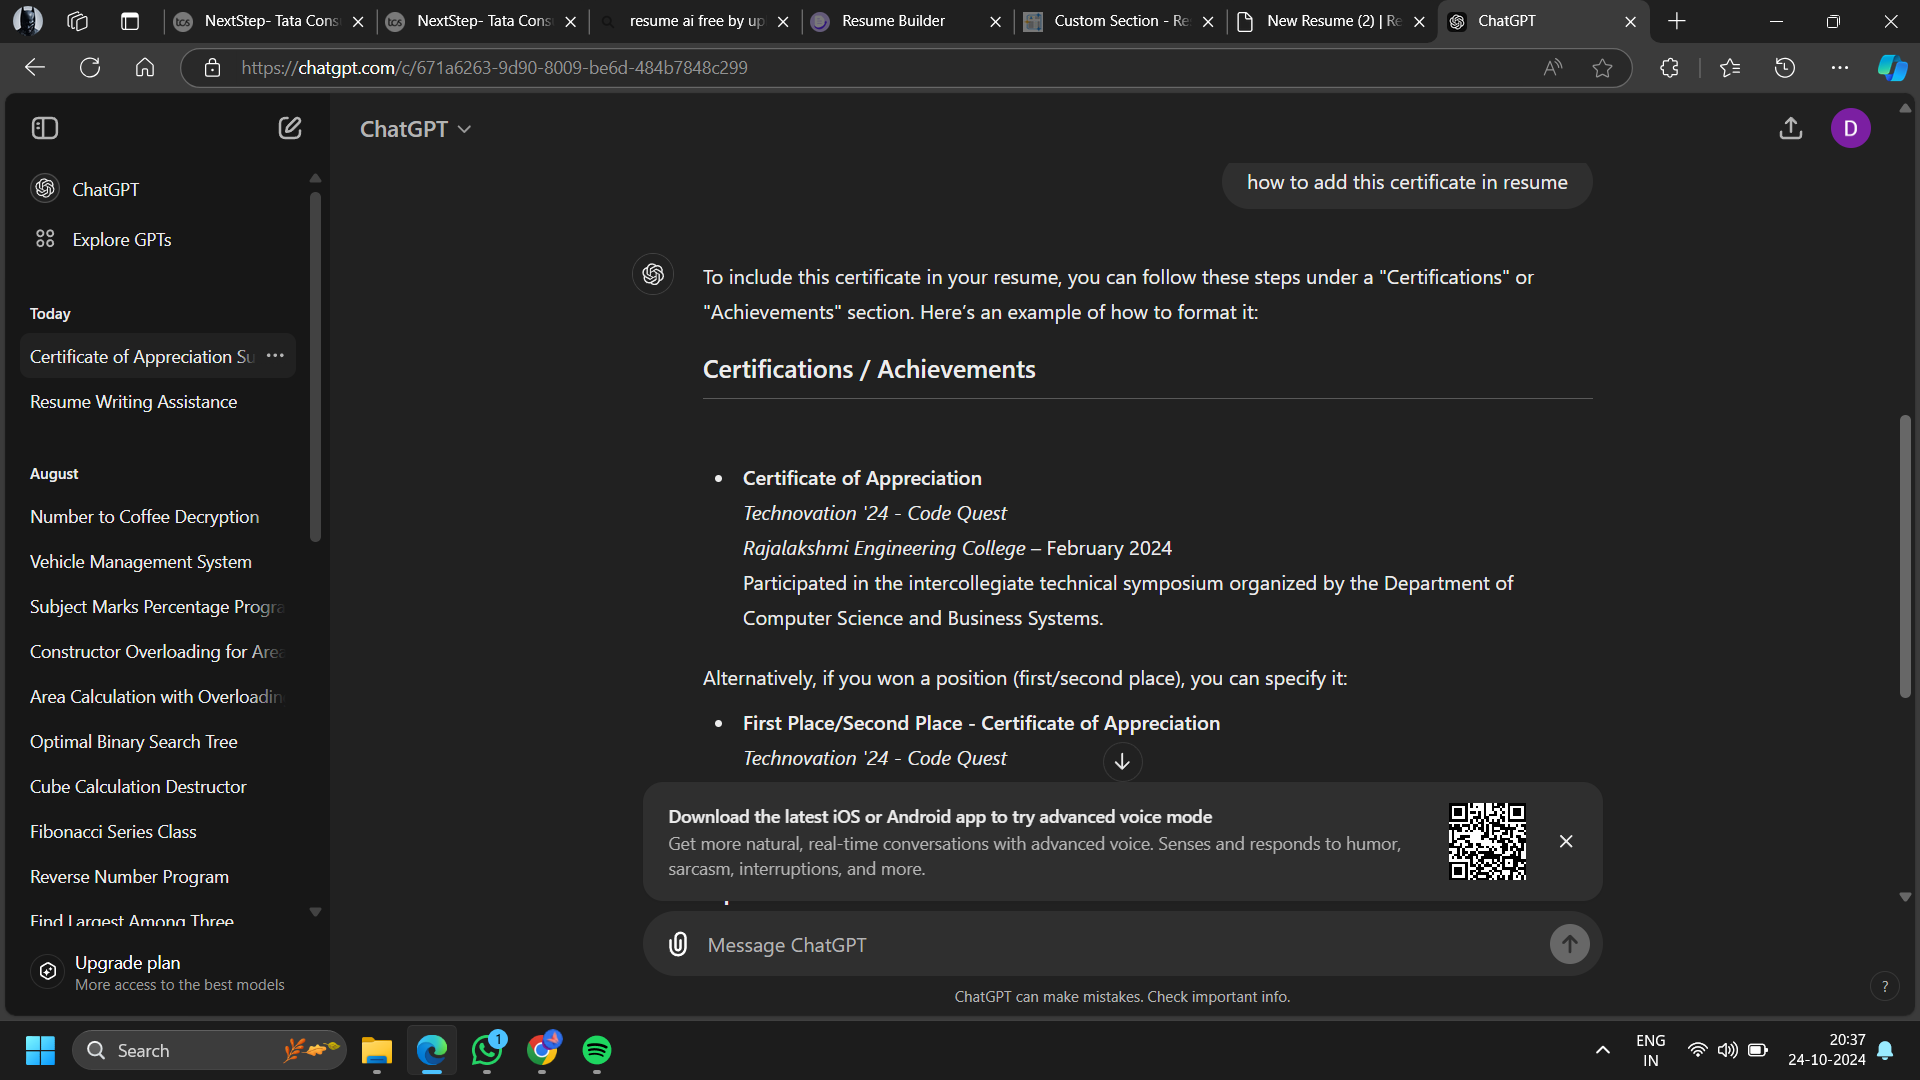 NextStep- Tata Cons
NextStep- Tata Cons
resume ai free by up
Resume Builder
Custom Section - Re
New Resume (2) | Re
ChatGPT
https://chatgpt.com/c/671a6263-9d90-8009-be6d-484b7848c299
ChatGPT
D
ChatGPT
Explore GPTs
Today
Certificate of Appreciation Su
Resume Writing Assistance
August
Number to Coffee Decryption
Vehicle Management System
Subject Marks Percentage Progra
Constructor Overloading for Area
Area Calculation with Overloadin
Optimal Binary Search Tree
Cube Calculation Destructor
Fibonacci Series Class
Reverse Number Program
Find Largest Among Three
Upgrade plan
More access to the best models
how to add this certificate in resume
To include this certificate in your resume, you can follow these steps under a "Certifications" or
"Achievements" section. Here’s an example of how to format it:
Certifications / Achievements
• Certificate of Appreciation
Technovation '24 - Code Quest
Rajalakshmi Engineering College – February 2024
Participated in the intercollegiate technical symposium organized by the Department of
Computer Science and Business Systems.
Alternatively, if you won a position (first/second place), you can specify it:
• First Place/Second Place - Certificate of Appreciation
Technovation '24 - Code Quest
Download the latest iOS or Android app to try advanced voice mode
Get more natural, real-time conversations with advanced voice. Senses and responds to humor,
sarcasm, interruptions, and more.
Message ChatGPT
ChatGPT can make mistakes. Check important info.
?
Search
1
ENG
IN
20:37
24-10-2024